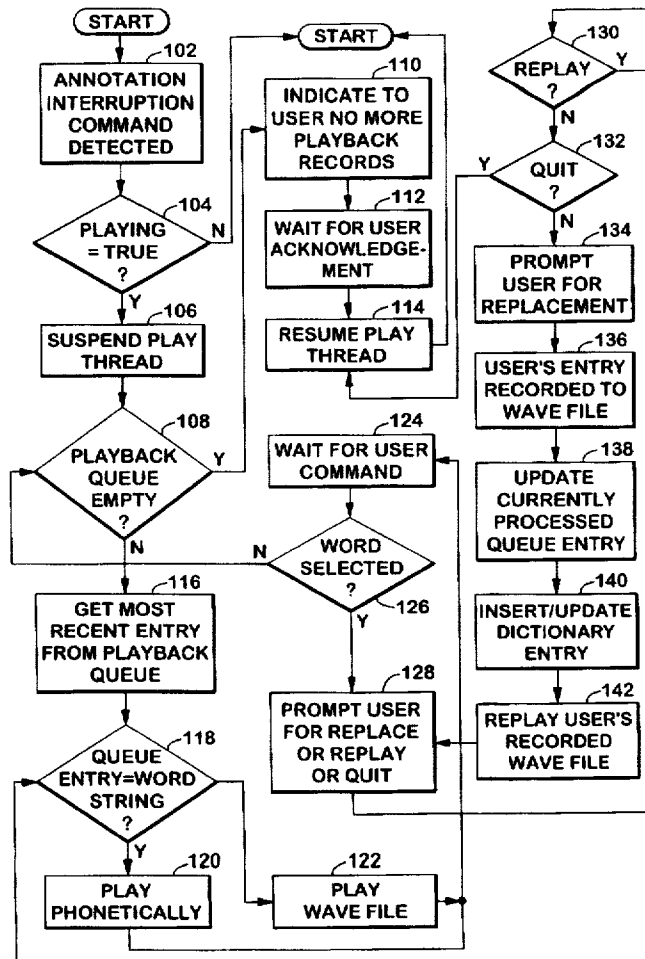 START
102
ANNOTATION
INTERRUPTION
COMMAND
DETECTED
104
PLAYING
= TRUE
?
N
Y
106
SUSPEND PLAY
THREAD
108
PLAYBACK
QUEUE
EMPTY
?
Y
N
116
GET MOST
RECENT ENTRY
FROM PLAYBACK
QUEUE
118
QUEUE
ENTRY=WORD
STRING
?
Y
120
PLAY
PHONETICALLY
START
110
INDICATE TO
USER NO MORE
PLAYBACK
RECORDS
112
WAIT FOR USER
ACKNOWLEDGE-
MENT
114
RESUME PLAY
THREAD
124
WAIT FOR USER
COMMAND
N
WORD
SELECTED
?
126
Y
128
PROMPT USER
FOR REPLACE
OR REPLAY
OR QUIT
122
PLAY
WAVE FILE
130
REPLAY
?
Y
N
132
Y
QUIT
?
N
134
PROMPT
USER FOR
REPLACEMENT
136
USER'S ENTRY
RECORDED TO
WAVE FILE
138
UPDATE
CURRENTLY
PROCESSED
QUEUE ENTRY
140
INSERT/UPDATE
DICTIONARY
ENTRY
142
REPLAY USER'S
RECORDED
WAVE FILE